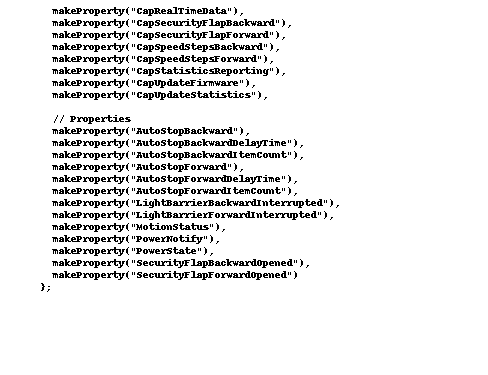 makeProperty("CapRealTimeData"),
makeProperty("CapSecurityFlapBackward"),
makeProperty("CapSecurityFlapForward"),
makeProperty("CapSpeedStepsBackward"),
makeProperty("CapSpeedStepsForward"),
makeProperty("CapStatisticsReporting"),
makeProperty("CapUpdateFirmware"),
makeProperty("CapUpdateStatistics"),
// Properties
makeProperty("AutoStopBackward"),
makeProperty("AutoStopBackwardDelayTime"),
makeProperty("AutoStopBackwardItemCount"),
makeProperty("AutoStopForward"),
makeProperty("AutoStopForwardDelayTime"),
makeProperty("AutoStopForwardItemCount"),
makeProperty("LightBarrierBackwardInterrupted"),
makeProperty("LightBarrierForwardInterrupted"),
makeProperty("MotionStatus"),
makeProperty("PowerNotify"),
makeProperty("PowerState"),
makeProperty("SecurityFlapBackwardOpened"),
makeProperty("SecurityFlapForwardOpened")
};